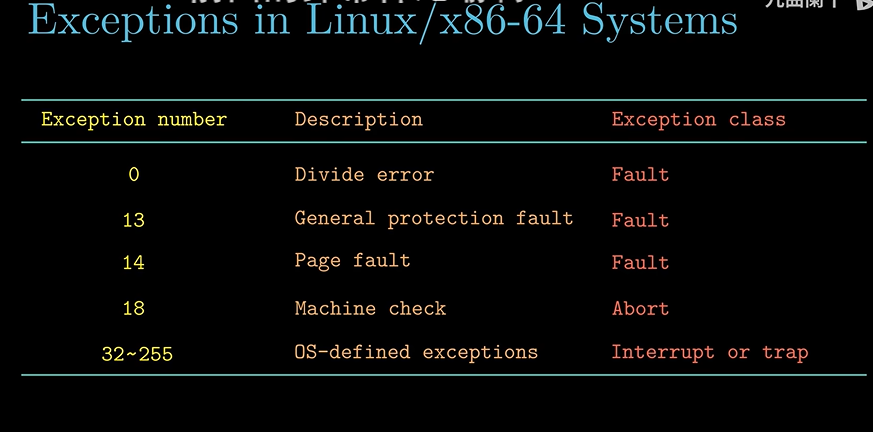 Exceptions in Linux/x86-64 Systems
Exception number Description Exception class
0 Divide error Fault
13 General protection fault Fault
14 Page fault Fault
18 Machine check Abort
32~255 OS-defined exceptions Interrupt or trap